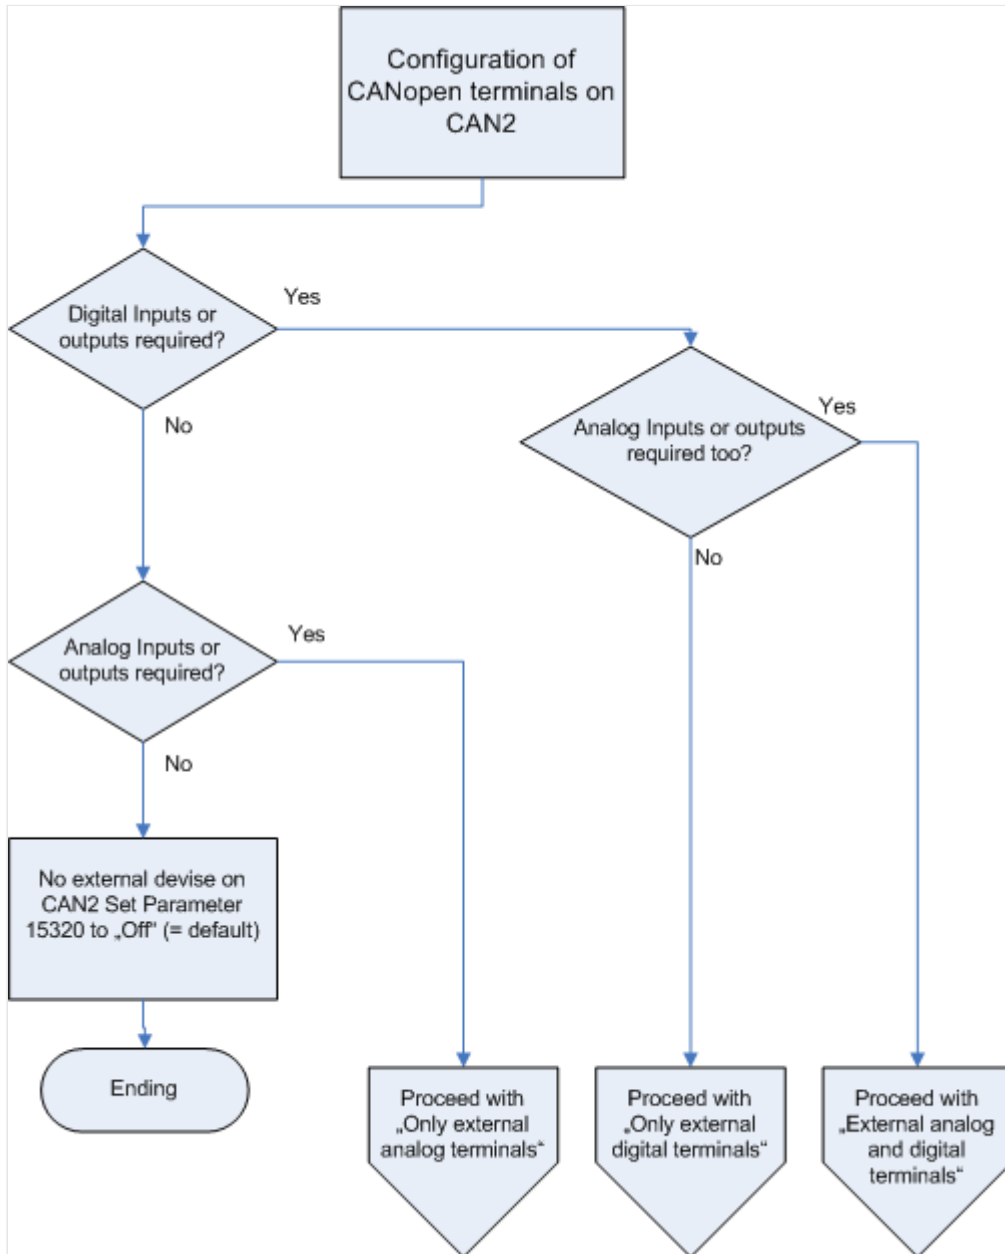 Configuration of
CANopen terminals on
CAN2
Digital Inputs or
outputs required?
Yes
No
Analog Inputs or outputs
required too?
Yes
No
Analog Inputs or
outputs required?
Yes
No
No external devise on
CAN2 Set Parameter
15320 to „Off“ (= default)
Ending
Proceed with
„Only external
analog terminals“
Proceed with
„Only external
digital terminals“
Proceed with
„External analog
and digital
terminals“